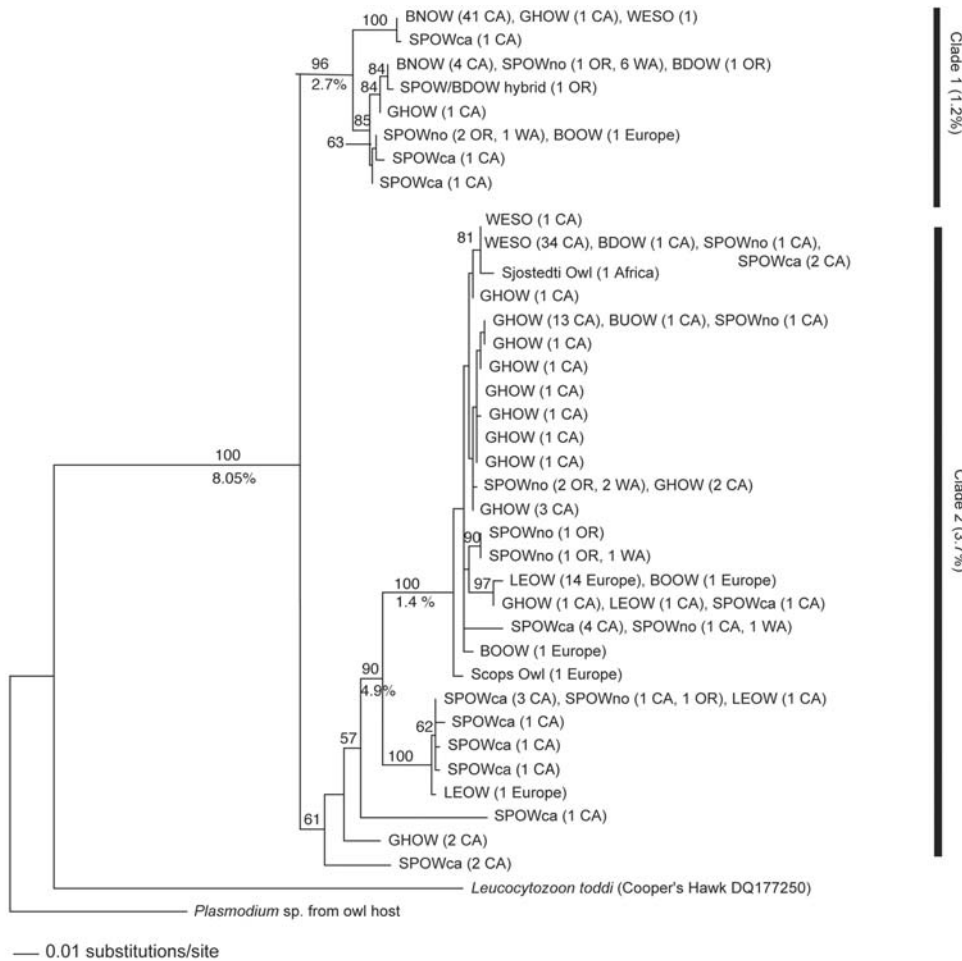 100
BNOW (41 CA), GHOW (1 CA), WESO (1)
SPOWca (1 CA)
96
2.7%
84
BNOW (4 CA), SPOWno (1 OR, 6 WA), BDOW (1 OR)
84
SPOW/BDOW hybrid (1 OR)
GHOW (1 CA)
85
SPOWno (2 OR, 1 WA), BOOW (1 Europe)
63
SPOWca (1 CA)
SPOWca (1 CA)
Clade 1 (1.2%)
WESO (1 CA)
81
WESO (34 CA), BDOW (1 CA), SPOWno (1 CA),
SPOWca (2 CA)
Sjostedti Owl (1 Africa)
GHOW (1 CA)
GHOW (13 CA), BUOW (1 CA), SPOWno (1 CA)
GHOW (1 CA)
GHOW (1 CA)
GHOW (1 CA)
GHOW (1 CA)
GHOW (1 CA)
GHOW (1 CA)
100
8.05%
SPOWno (2 OR, 2 WA), GHOW (2 CA)
GHOW (3 CA)
90
SPOWno (1 OR)
SPOWno (1 OR, 1 WA)
97
LEOW (14 Europe), BOOW (1 Europe)
GHOW (1 CA), LEOW (1 CA), SPOWca (1 CA)
100
1.4 %
SPOWca (4 CA), SPOWno (1 CA, 1 WA)
BOOW (1 Europe)
Scops Owl (1 Europe)
90
4.9%
SPOWca (3 CA), SPOWno (1 CA, 1 OR), LEOW (1 CA)
62
SPOWca (1 CA)
SPOWca (1 CA)
100
SPOWca (1 CA)
LEOW (1 Europe)
57
SPOWca (1 CA)
61
GHOW (2 CA)
SPOWca (2 CA)
Clade 2 (3.7%)
Leucocytozoon toddi (Cooper's Hawk DQ177250)
Plasmodium sp. from owl host
0.01 substitutions/site